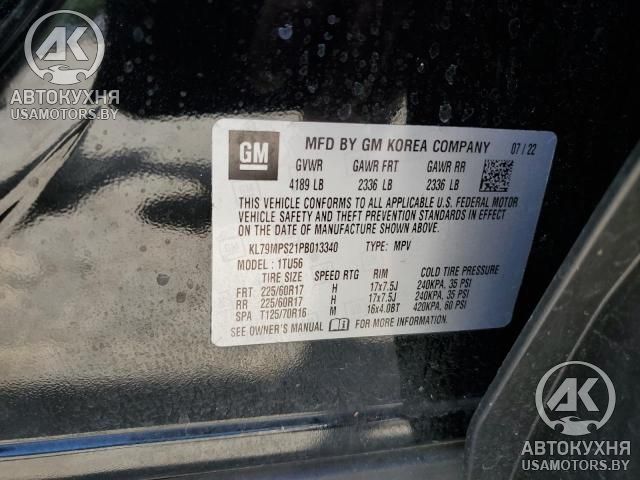 AK
АВТОКУХНЯ
USAMOTORS.BY
GM
MFD BY GM KOREA COMPANY 07/22
GVWR GAWR FRT GAWR RR
4189 LB 2336 LB 2336 LB
THIS VEHICLE CONFORMS TO ALL APPLICABLE U.S. FEDERAL MOTOR
VEHICLE SAFETY AND THEFT PREVENTION STANDARDS IN EFFECT
ON THE DATE OF MANUFACTURE SHOWN ABOVE.
KL79MPS21PB013340 TYPE: MPV
MODEL: 1TU56
TIRE SIZE SPEED RTG RIM COLD TIRE PRESSURE
FRT 225/60R17 H 17x7.5J 240KPA, 35 PSI
RR 225/60R17 H 17x7.5J 240KPA, 35 PSI
SPA T125/70R16 M 16x4.0BT 420KPA, 60 PSI
SEE OWNER'S MANUAL FOR MORE INFORMATION.
AK
АВТОКУХНЯ
USAMOTORS.BY